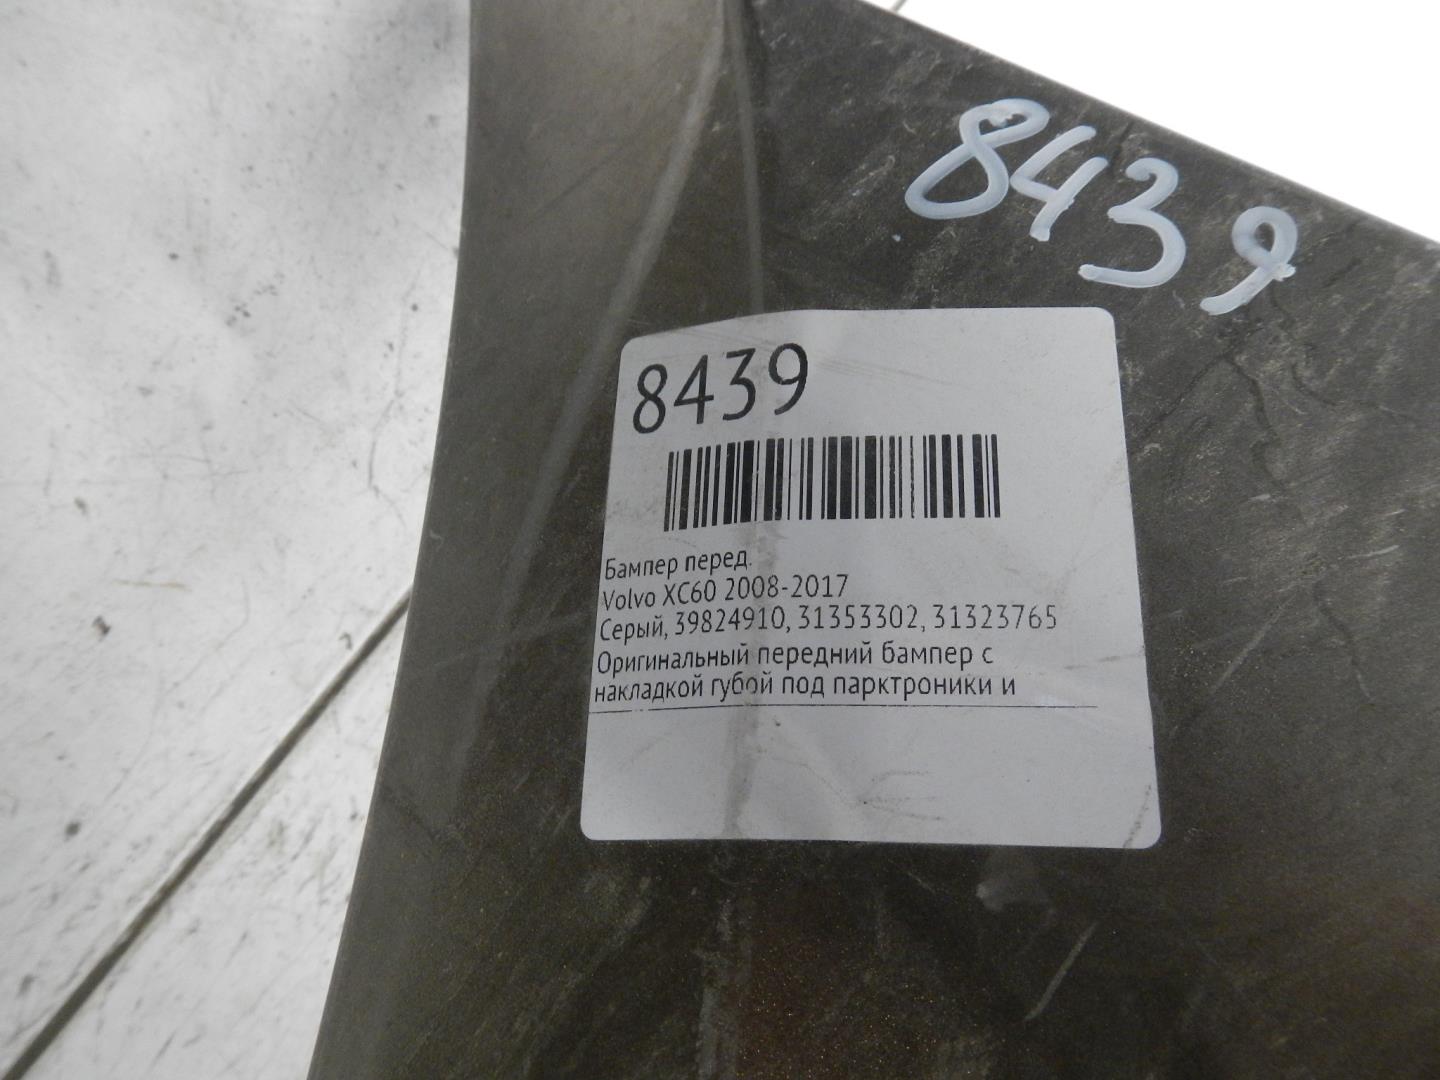 8439
8439
Бампер перед.
Volvo XC60 2008-2017
Серый, 39824910, 31353302, 31323765
Оригинальный передний бампер с
накладкой губой под парктроники и